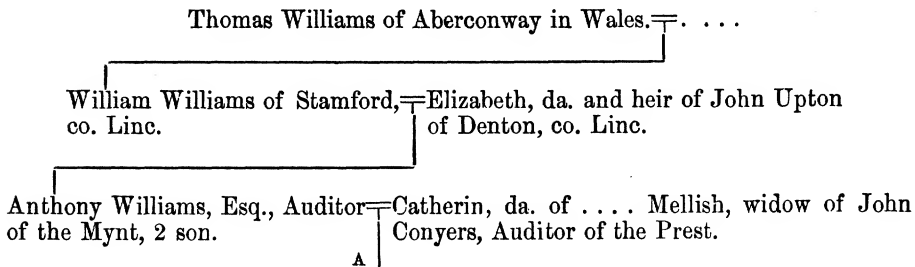 Thomas Williams of Aberconway in Wales.=. . . .
William Williams of Stamford,=Elizabeth, da. and heir of John Upton
co. Linc. of Denton, co. Linc.
Anthony Williams, Esq., Auditor=Catherin, da. of . . . . Mellish, widow of John
of the Mynt, 2 son. Conyers, Auditor of the Prest.
A